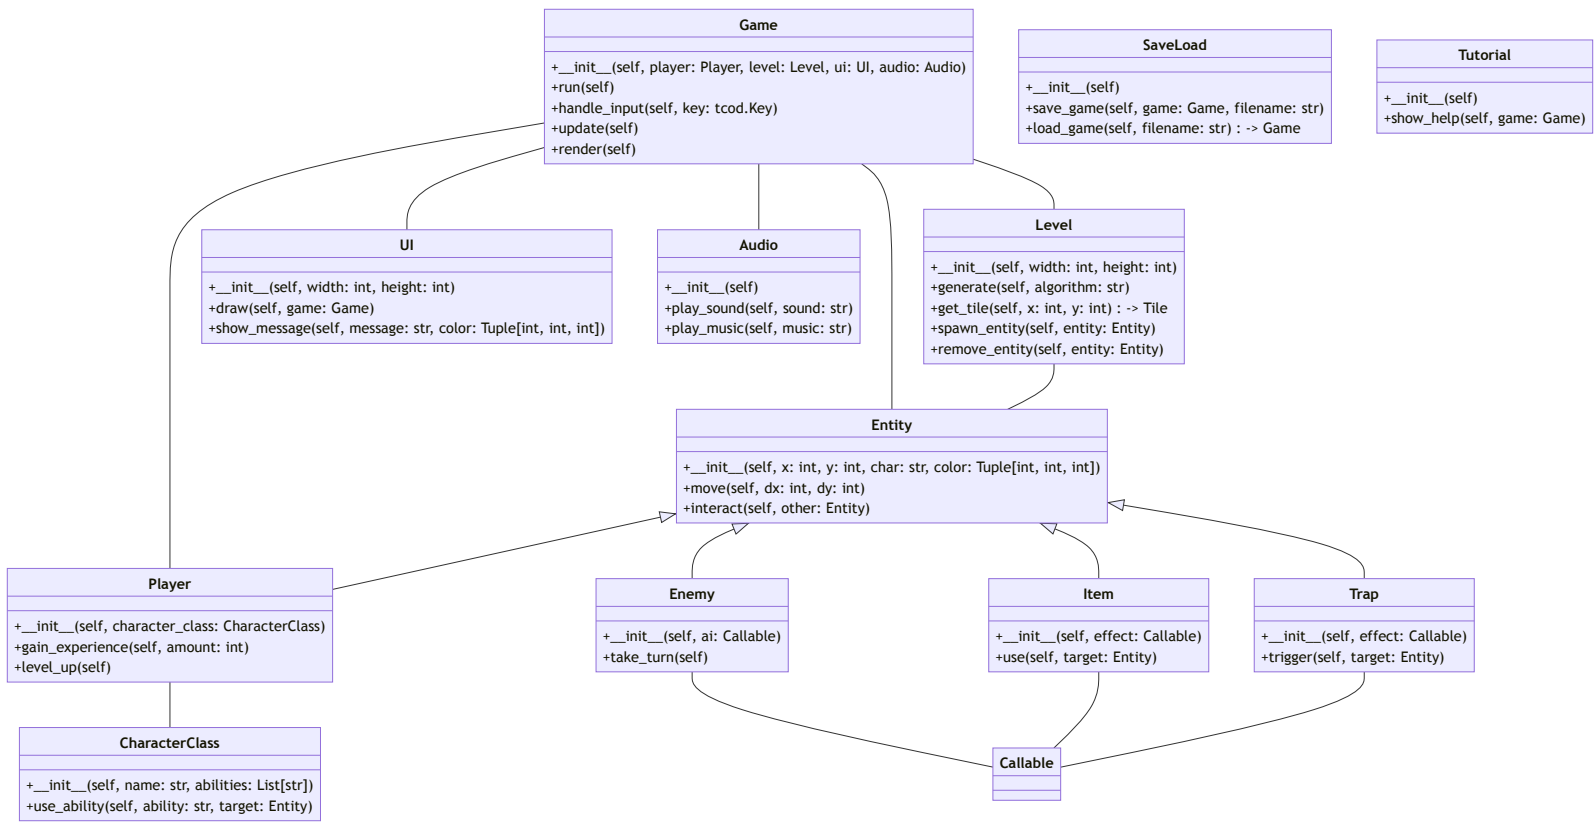 Game
+__init__(self, player: Player, level: Level, ui: UI, audio: Audio)
+run(self)
+handle_input(self, key: tcod.Key)
+update(self)
+render(self)
SaveLoad
+__init__(self)
+save_game(self, game: Game, filename: str)
+load_game(self, filename: str) : -> Game
Tutorial
+__init__(self)
+show_help(self, game: Game)
UI
+__init__(self, width: int, height: int)
+draw(self, game: Game)
+show_message(self, message: str, color: Tuple[int, int, int])
Audio
+__init__(self)
+play_sound(self, sound: str)
+play_music(self, music: str)
Level
+__init__(self, width: int, height: int)
+generate(self, algorithm: str)
+get_tile(self, x: int, y: int) : -> Tile
+spawn_entity(self, entity: Entity)
+remove_entity(self, entity: Entity)
Entity
+__init__(self, x: int, y: int, char: str, color: Tuple[int, int, int])
+move(self, dx: int, dy: int)
+interact(self, other: Entity)
Player
+__init__(self, character_class: CharacterClass)
+gain_experience(self, amount: int)
+level_up(self)
Enemy
+__init__(self, ai: Callable)
+take_turn(self)
Item
+__init__(self, effect: Callable)
+use(self, target: Entity)
Trap
+__init__(self, effect: Callable)
+trigger(self, target: Entity)
CharacterClass
+__init__(self, name: str, abilities: List[str])
+use_ability(self, ability: str, target: Entity)
Callable